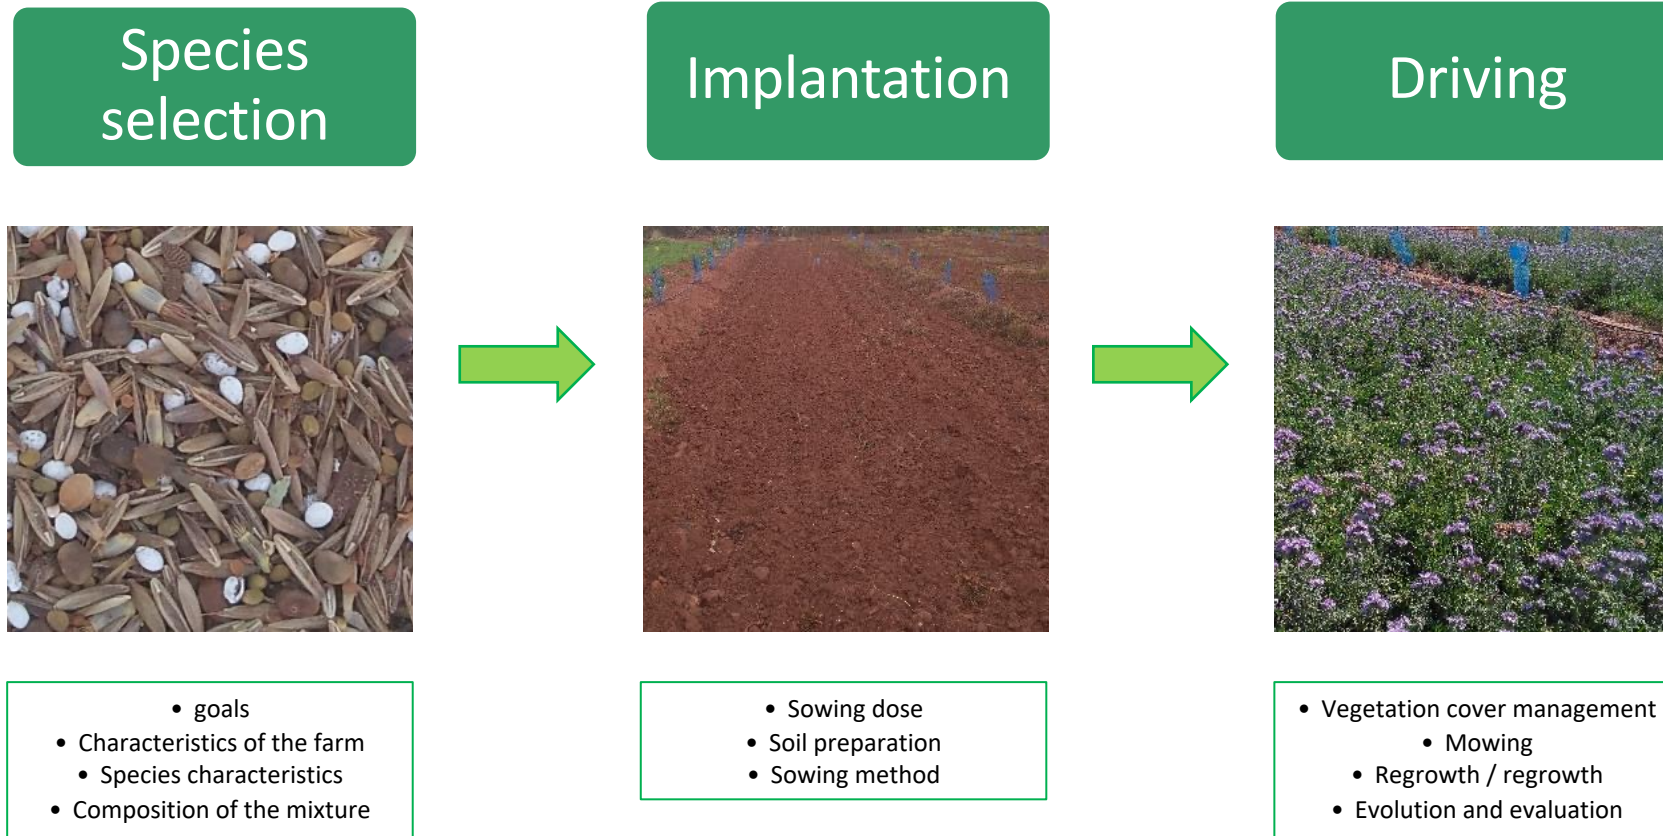 Species
selection
Implantation
Driving
• goals
• Characteristics of the farm
• Species characteristics
• Composition of the mixture
• Sowing dose
• Soil preparation
• Sowing method
• Vegetation cover management
• Mowing
• Regrowth / regrowth
• Evolution and evaluation